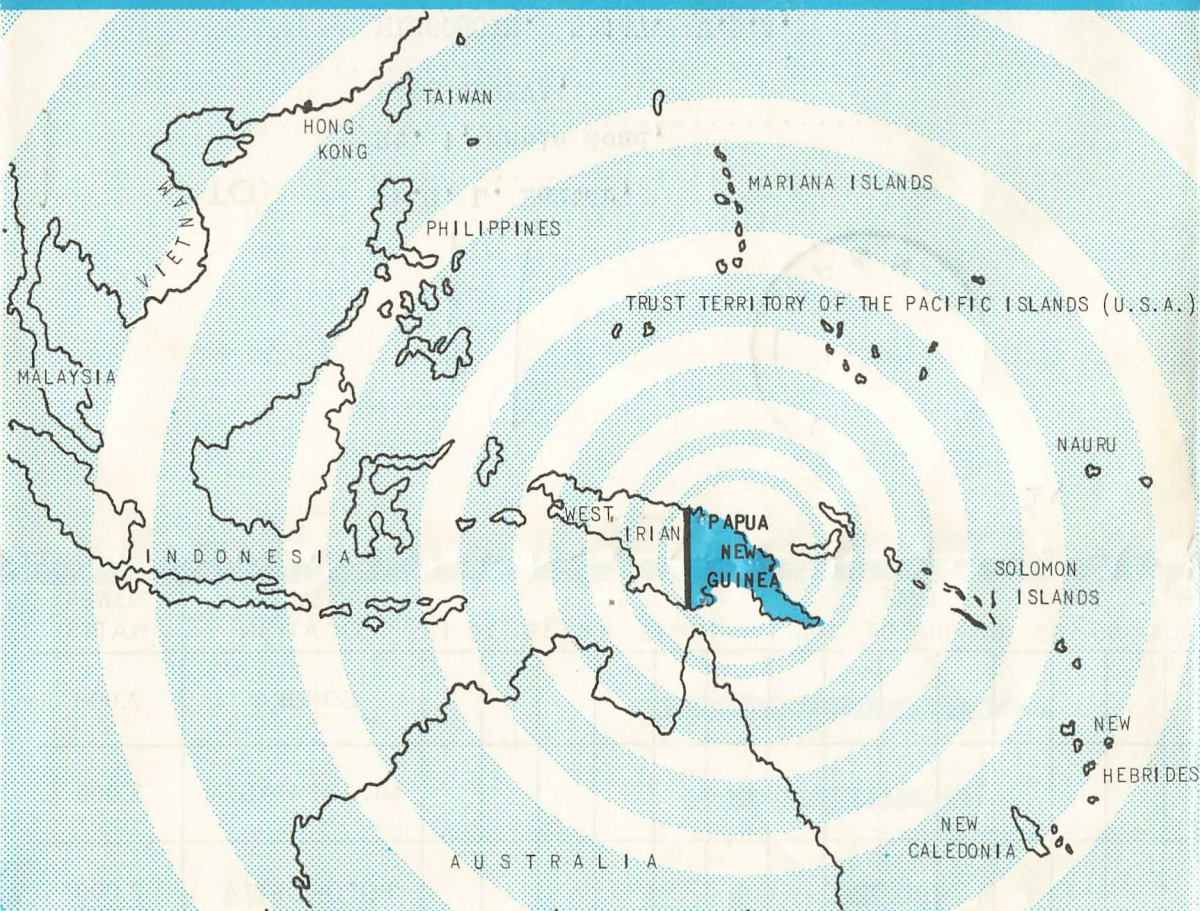 TAIWAN
HONG
KONG
MARIANA ISLANDS
VIETNAM
PHILIPPINES
TRUST TERRITORY OF THE PACIFIC ISLANDS (U.S.A.)
MALAYSIA
NAURU
WEST
IRIAN
PAPUA
NEW
GUINEA
INDONESIA
SOLOMON
ISLANDS
NEW
HEBRIDES
NEW
CALEDONIA
AUSTRALIA